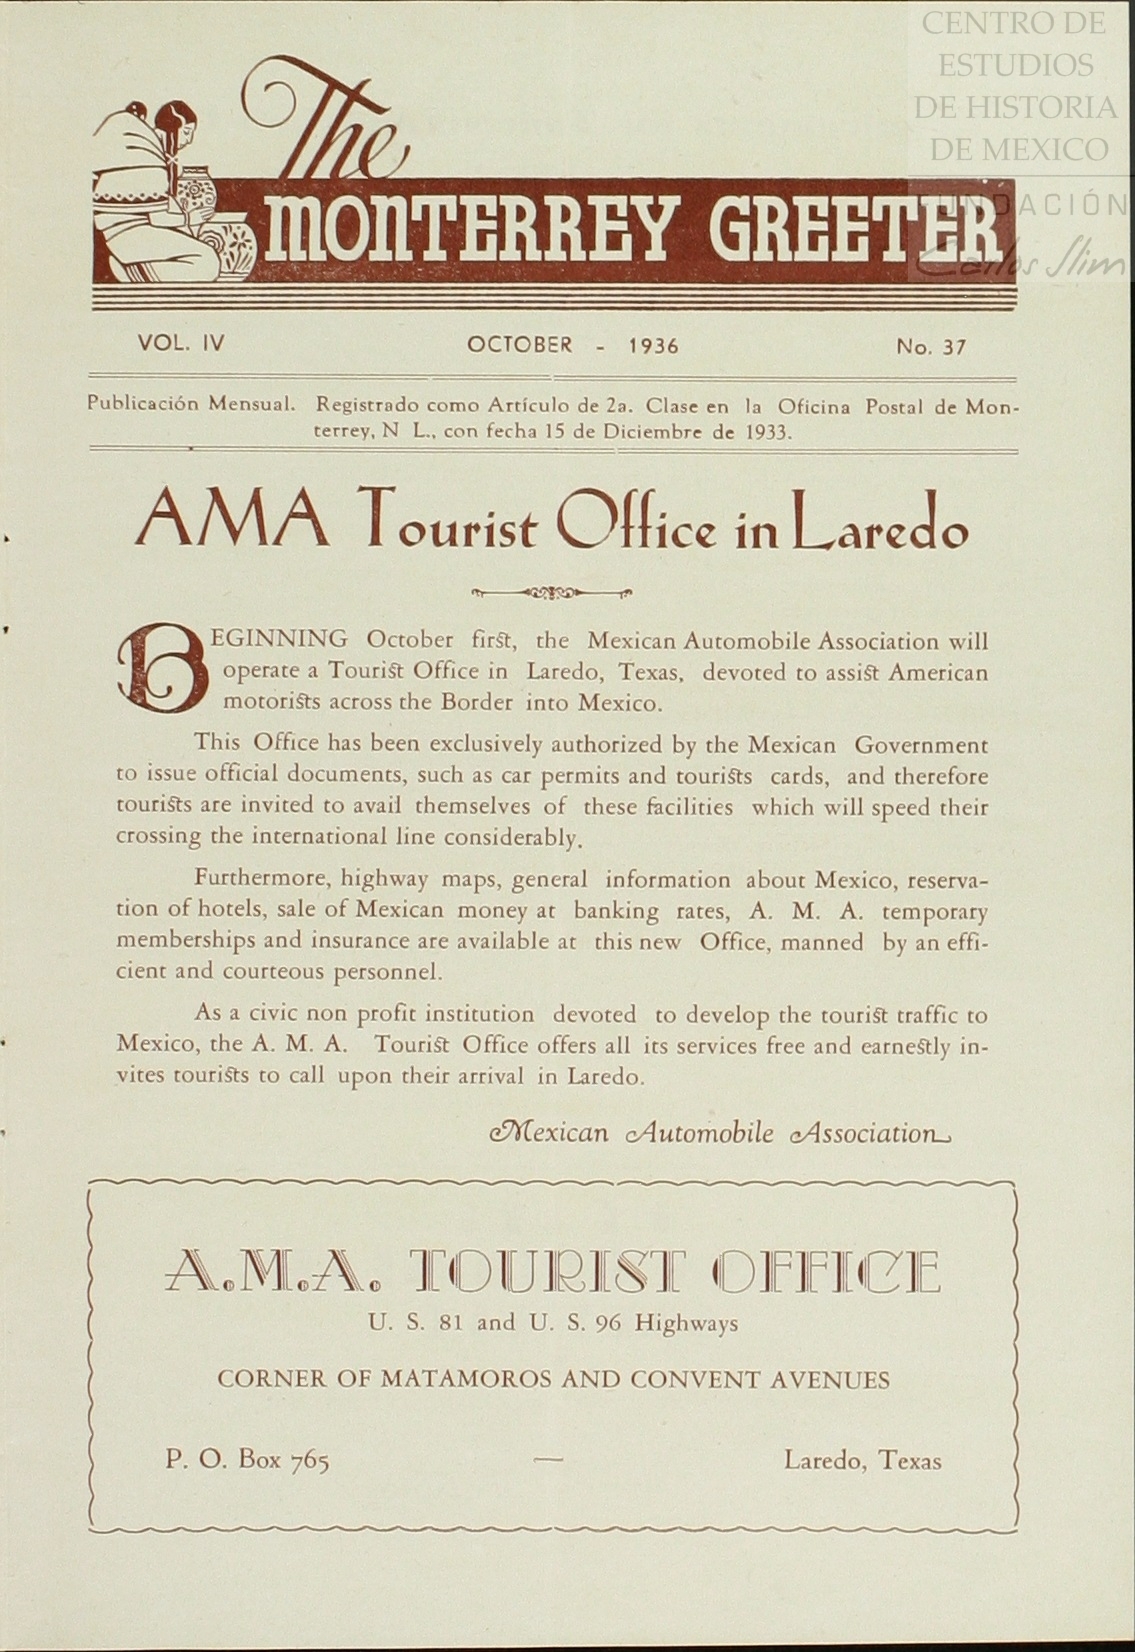 CENTRO DE
ESTUDIOS
DE HISTORIA
DE MEXICO
FUNDACIÓN
Carlos Slim
The
MONTERREY GREETER
VOL. IV OCTOBER - 1936 No. 37
Publicación Mensual. Registrado como Artículo de 2a. Clase en la Oficina Postal de Mon-
terrey, N L., con fecha 15 de Diciembre de 1933.
AMA Tourist Office in Laredo
BEGINNING October first, the Mexican Automobile Association will
operate a Tourist Office in Laredo, Texas, devoted to assist American
motorists across the Border into Mexico.
This Office has been exclusively authorized by the Mexican Government
to issue official documents, such as car permits and tourists cards, and therefore
tourists are invited to avail themselves of these facilities which will speed their
crossing the international line considerably.
Furthermore, highway maps, general information about Mexico, reserva-
tion of hotels, sale of Mexican money at banking rates, A. M. A. temporary
memberships and insurance are available at this new Office, manned by an effi-
cient and courteous personnel.
As a civic non profit institution devoted to develop the tourist traffic to
Mexico, the A. M. A. Tourist Office offers all its services free and earnestly in-
vites tourists to call upon their arrival in Laredo.
Mexican Automobile Association
A.M.A. TOURIST OFFICE
U. S. 81 and U. S. 96 Highways
CORNER OF MATAMOROS AND CONVENT AVENUES
P. O. Box 765 — Laredo, Texas